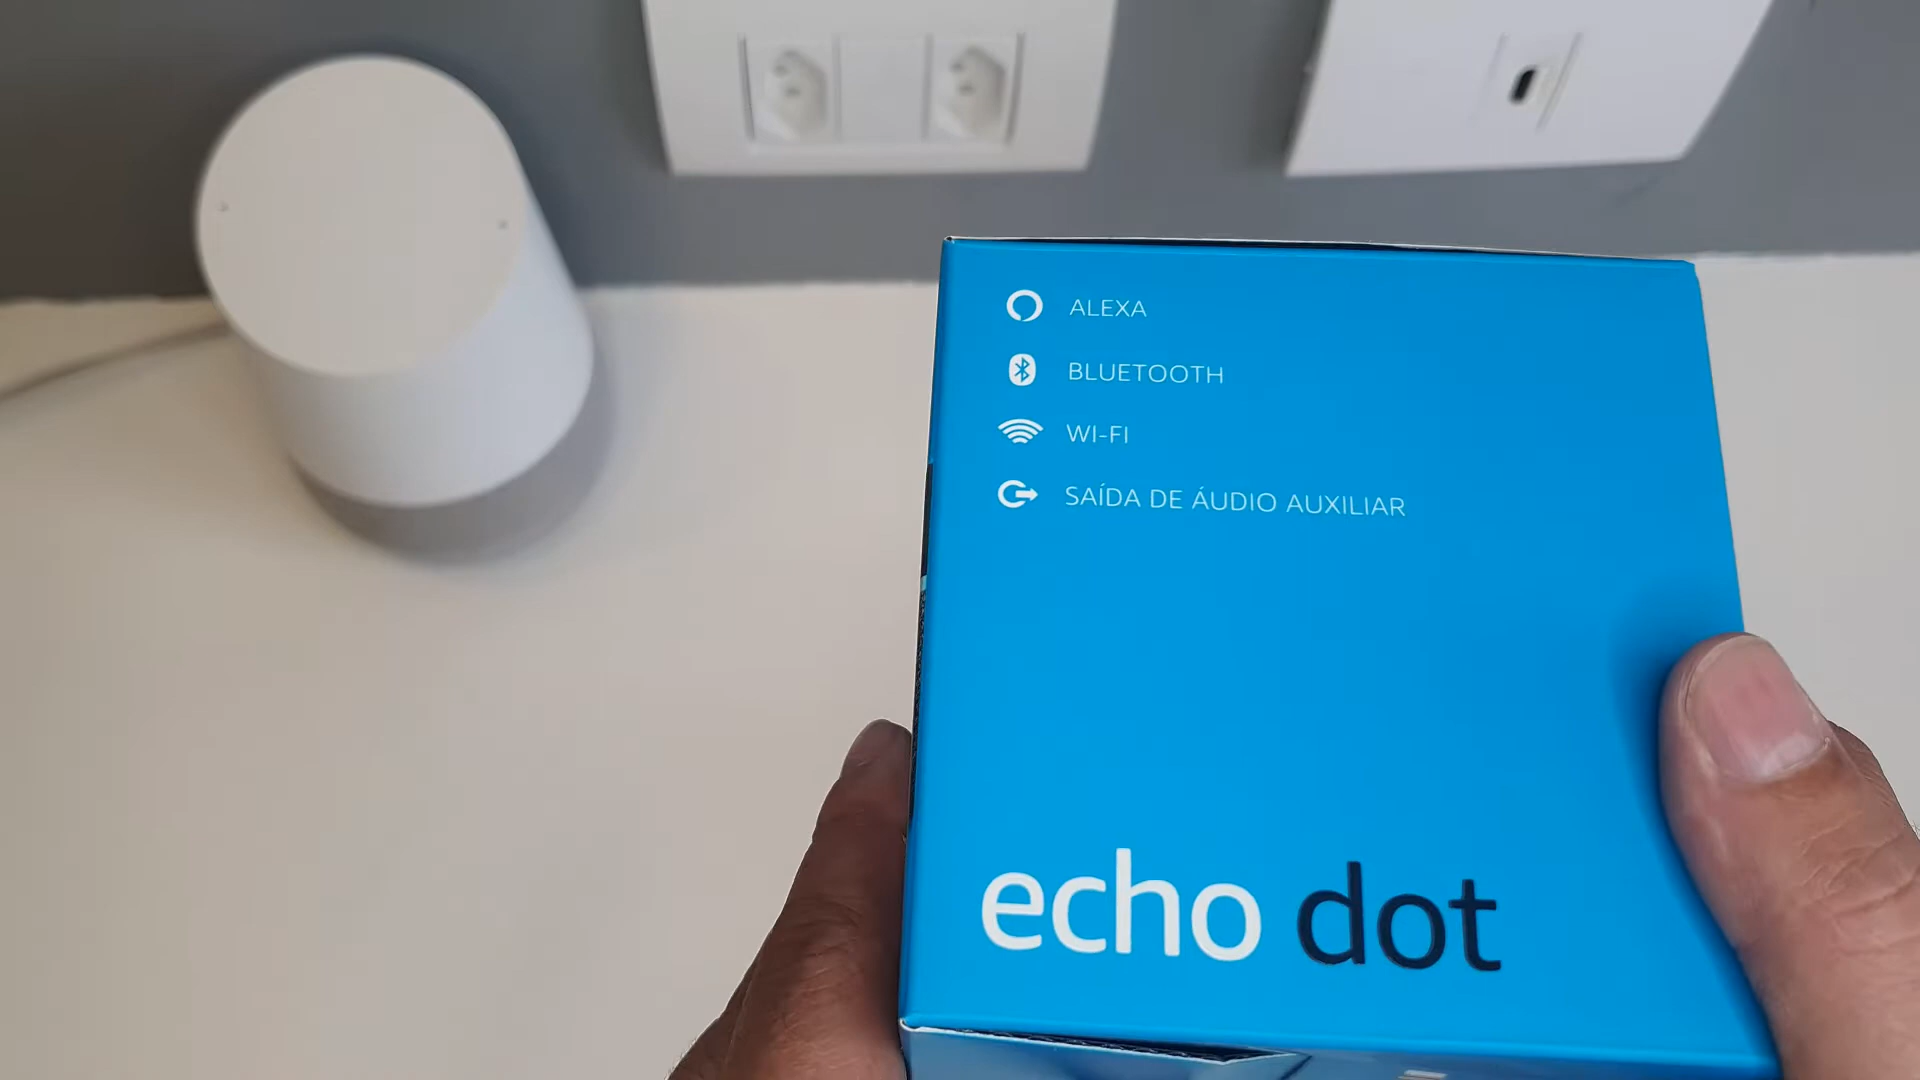 ALEXA
BLUETOOTH
WI-FI
SAÍDA DE ÁUDIO AUXILIAR
echo dot